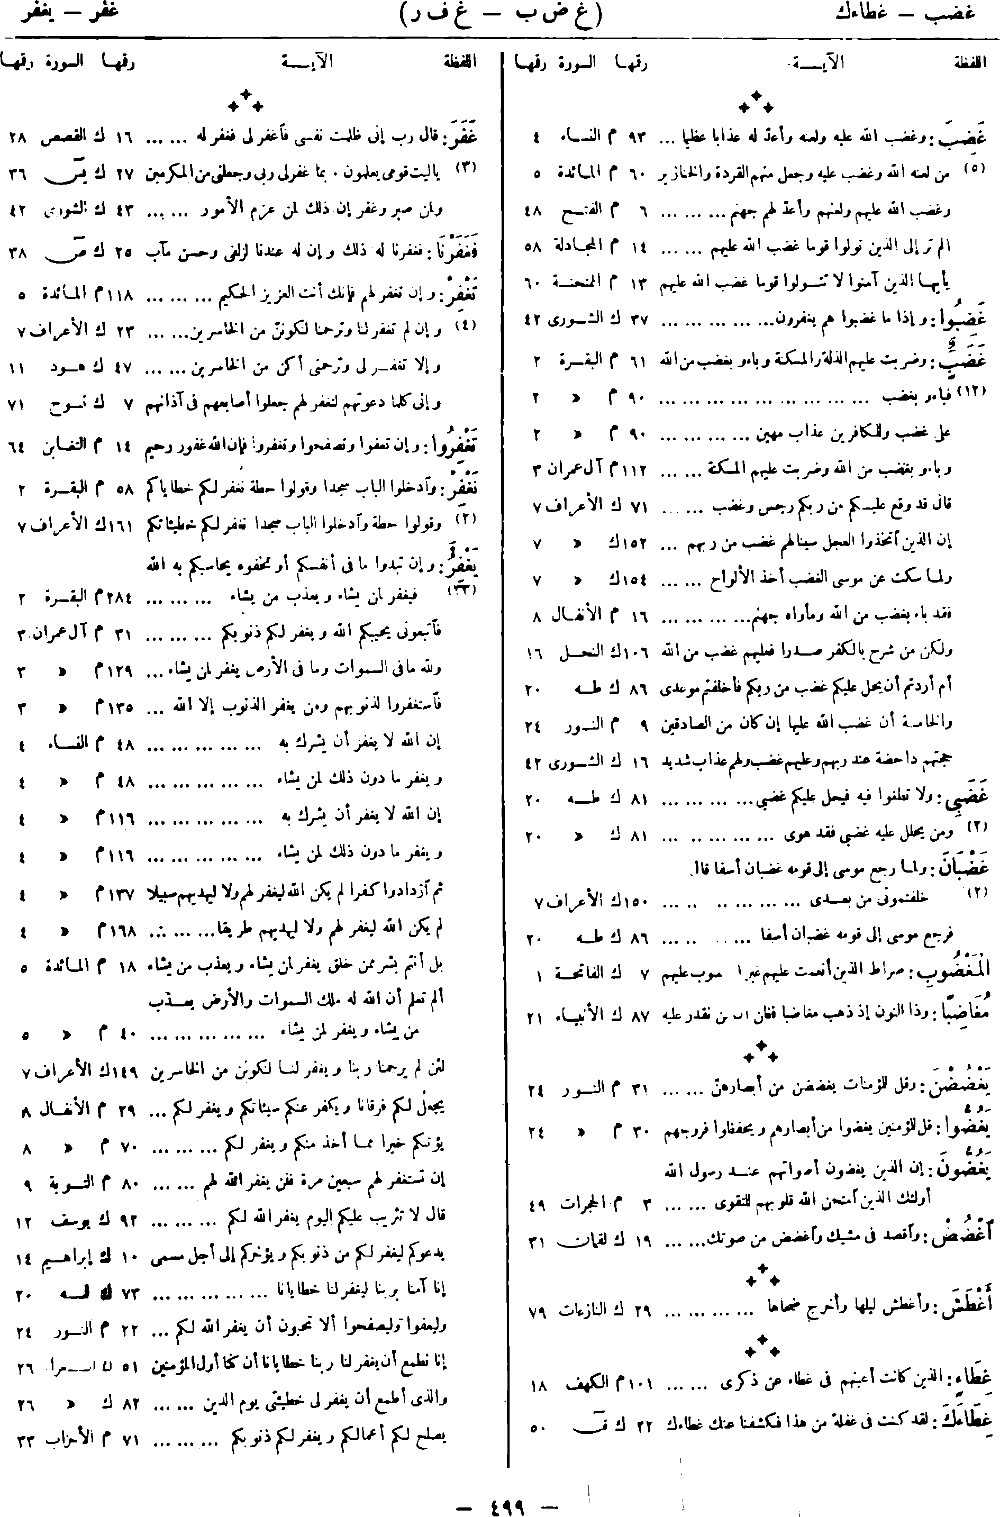 غضب – غطاءك (غ ض ب – غ ف ر) غفر – يغفر
اللفظة الآيــة رقمها السورة رقمها
غَضِبَ: وغضب الله عليه ولعنه وأعد له عذابا عظيما ... ٩٣ م النساء ٤
(٥) من لعنه الله وغضب عليه وجعل منهم القردة والخنازير ٦٠ م المائدة ٥
وغضب الله عليهم ولعنهم وأعد لهم جهنم ... ... ... ٦ م الفتح ٤٨
ألم تر إلى الذين تولوا قوما غضب الله عليهم ... ... ١٤ م المجادلة ٥٨
يأيها الذين آمنوا لا تتولوا قوما غضب الله عليهم ١٣ م الممتحنة ٦٠
غَضِبُوا: وإذا ما غضبوا هم يغفرون... ... ... ... ٣٧ ك الشورى ٤٢
غَضَبٍ: وضربت عليهم الذلة والمسكنة وباءو بغضب من الله ٦١ م البقرة ٢
(١٢) فباءو بغضب ... ... ... ... ... ... ... ... ٩٠ م » ٢
على غضب وللكافرين عذاب مهين ... ... ... ... ٩٠ م » ٢
وباءو بغضب من الله وضربت عليهم المسكنة ... ... ١١٢ م آل عمران ٣
قال قد وقع عليكم من ربكم رجس وغضب ... ... ٧١ ك الأعراف ٧
إن الذين اتخذوا العجل سينالهم غضب من ربهم ... ١٥٢ك » ٧
ولما سكت عن موسى الغضب أخذ الألواح ... ... ١٥٤ك » ٧
فقد باء بغضب من الله ومأواه جهنم... ... ... ... ١٦ م الأنفال ٨
ولكن من شرح بالكفر صدرا فعليهم غضب من الله ١٠٦ك النحل ١٦
أم أردتم أن يحل عليكم غضب من ربكم فأخلفتم موعدى ٨٦ ك طه ٢٠
والخامسة أن غضب الله عليها إن كان من الصادقين ٩ م النور ٢٤
حجتهم داحضة عند ربهم وعليهم غضب ولهم عذاب شديد ١٦ ك الشورى ٤٢
غَضَبِي: ولا تطغوا فيه فيحل عليكم غضبي... ... ... ... ٨١ ك طه ٢٠
(٢) ومن يحلل عليه غضبي فقد هوى ... ... ... ... ٨١ ك » ٢٠
غَضْبَانَ: ولما رجع موسى إلى قومه غضبان أسفا قال
(٢) خلفتمونى من بعدى ... ... ... ... ... ... ١٥٠ك الأعراف ٧
فرجع موسى إلى قومه غضبان أسفا ... ... ... ٨٦ ك طه ٢٠
الْمَغْضُوبِ: صراط الذين أنعمت عليهم غير ا ضوب عليهم ٧ ك الفاتحة ١
مُغَاضِبًا: وذا النون إذ ذهب مغاضبا فظن أن لن نقدر عليه ٨٧ ك الأنبياء ٢١
يَغْضُضْنَ: وقل للمؤمنات يغضضن من أبصارهن ... ... ٣١ م النور ٢٤
يَغُضُّوا: قل للمؤمنين يغضوا من أبصارهم ويحفظوا فروجهم ٣٠ م » ٢٤
يَغُضُّونَ: إن الذين يغضون أصواتهم عند رسول الله
أولئك الذين امتحن الله قلوبهم للتقوى ... ... ٣ م الحجرات ٤٩
اغْضُضْ: وأقصد فى مشيك واغضض من صوتك... ... ١٩ ك لقمان ٣١
أَغْطَشَ: وأغطش ليلها وأخرج ضحاها ... ... ... ... ٢٩ ك النازعات ٧٩
غِطَاءٍ: الذين كانت أعينهم فى غطاء عن ذكرى ... ... ١٠١م الكهف ١٨
غِطَاءَكَ: لقد كنت فى غفلة من هذا فكشفنا عنك غطاءك ٢٢ ك ق ٥٠
اللفظة الآيــة رقمها السورة رقمها
غَفَرَ: قال رب إنى ظلمت نفسى فاغفر لى فغفر له ... ... ١٦ ك القصص ٢٨
(٣) ياليت قومى يعلمون . بما غفر لى ربى وجعلنى من المكرمين ٢٧ ك يس ٣٦
ولمن صبر وغفر إن ذلك لمن عزم الأمور ... ... ٤٣ ك الشورى ٤٢
فَغَفَرْنَا: فغفرنا له ذلك وإن له عندنا لزلفى وحسن مآب ٢٥ ك ص ٣٨
تَغْفِرْ: وإن تغفر لهم فإنك أنت العزيز الحكيم ... ... ... ١١٨م المائدة ٥
(٤) وإن لم تغفر لنا وترحمنا لنكونن من الخاسرين... ... ٢٣ ك الأعراف ٧
وإلا تغفر لى وترحمنى أكن من الخاسرين... ... ... ٤٧ ك هود ١١
وإنى كلما دعوتهم لتغفر لهم جعلوا أصابعهم فى آذانهم ٧ ك نوح ٧١
تَغْفِرُوا: وإن تعفوا وتصفحوا وتغفروا فإن الله غفور رحيم ١٤ م التغابن ٦٤
نَغْفِرْ: وأدخلوا الباب سجدا وقولوا حطة نغفر لكم خطاياكم ٥٨ م البقرة ٢
(٢) وقولوا حطة وأدخلوا الباب سجدا نغفر لكم خطيئاتكم ١٦١ك الأعراف ٧
يَغْفِرُ: وإن تبدوا ما فى أنفسكم أو تخفوه يحاسبكم به الله
(٣٣) فيغفر لمن يشاء ويعذب من يشاء ... ... ... ٢٨٤م البقرة ٢
فاتبعونى يحببكم الله ويغفر لكم ذنوبكم ... ... ... ٣١ م آل عمران ٣
ولله ما فى السموات وما فى الأرض يغفر لمن يشاء... ١٢٩م » ٣
فاستغفروا لذنوبهم ومن يغفر الذنوب إلا الله ... ١٣٥م » ٣
إن الله لا يغفر أن يشرك به ... ... ... ... ... ٤٨ م النساء ٤
ويغفر ما دون ذلك لمن يشاء ... ... ... ... ... ٤٨ م » ٤
إن الله لا يغفر أن يشرك به ... ... ... ... ... ١١٦م » ٤
ويغفر ما دون ذلك لمن يشاء ... ... ... ... ... ١١٦م » ٤
ثم ازدادوا كفرا لم يكن الله ليغفر لهم ولا ليهديهم سبيلا ١٣٧م » ٤
لم يكن الله ليغفر لهم ولا ليهديهم طريقا... ... ... ١٦٨م » ٤
بل أنتم بشر ممن خلق يغفر لمن يشاء ويعذب من يشاء ١٨ م المائدة ٥
ألم تعلم أن الله له ملك السموات والأرض يعذب
من يشاء ويغفر لمن يشاء... ... ... ... ... ... ٤٠ م » ٥
لئن لم يرحمنا ربنا ويغفر لنا لنكونن من الخاسرين ١٤٩ك الأعراف ٧
يجعل لكم فرقانا ويكفر عنكم سيئاتكم ويغفر لكم... ٢٩ م الأنفال ٨
يؤتكم خيرا مما أخذ منكم ويغفر لكم ... ... ... ٧٠ م » ٨
إن تستغفر لهم سبعين مرة فلن يغفر الله لهم ... ... ٨٠ م التوبة ٩
قال لا تثريب عليكم اليوم يغفر الله لكم... ... ... ٩٢ ك يوسف ١٢
يدعوكم ليغفر لكم من ذنوبكم ويؤخركم إلى أجل مسمى ١٠ ك إبراهيم ١٤
إنا آمنا بربنا ليغفر لنا خطايانا ... ... ... ... ... ٧٣ ك طه ٢٠
وليعفوا وليصفحوا ألا تحبون أن يغفر الله لكم... ... ٢٢ م النور ٢٤
إنا نطمع أن يغفر لنا ربنا خطايانا أن كنا أول المؤمنين ٥١ ك ٢٦
والذى أطمع أن يغفر لى خطيئتى يوم الدين ... ... ٨٢ ك » ٢٦
يصلح لكم أعمالكم ويغفر لكم ذنوبكم ... ... ... ٧١ م الأحزاب ٣٣
– ٤٩٩ –